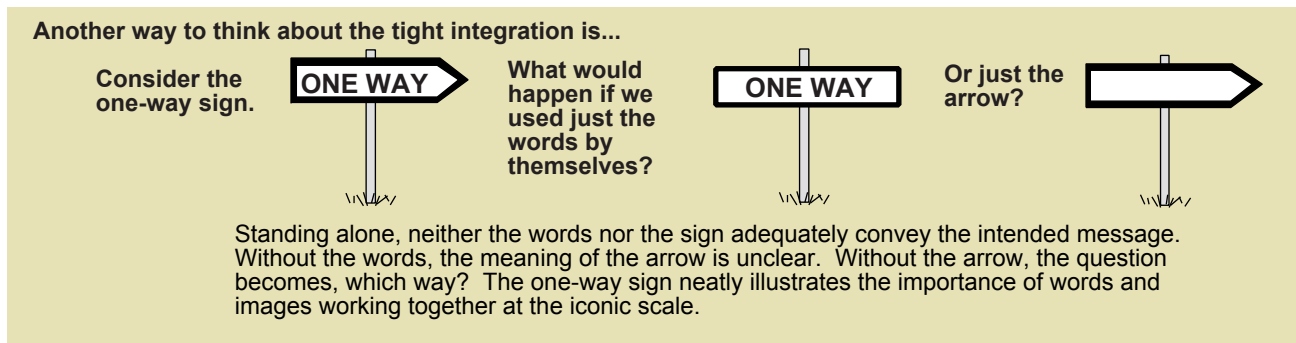 Another way to think about the tight integration is...
Consider the
one-way sign.
ONE WAY
What would
happen if we
used just the
words by
themselves?
ONE WAY
Or just the
arrow?
Standing alone, neither the words nor the sign adequately convey the intended message.
Without the words, the meaning of the arrow is unclear.  Without the arrow, the question
becomes, which way?  The one-way sign neatly illustrates the importance of words and
images working together at the iconic scale.